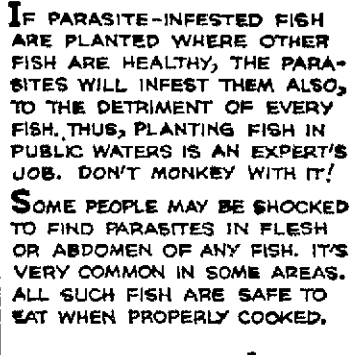 IF PARASITE-INFESTED FISH
ARE PLANTED WHERE OTHER
FISH ARE HEALTHY, THE PARA-
SITES WILL INFEST THEM ALSO,
TO THE DETRIMENT OF EVERY
FISH. THUS, PLANTING FISH IN
PUBLIC WATERS IS AN EXPERT'S
JOB. DON'T MONKEY WITH IT!
SOME PEOPLE MAY BE SHOCKED
TO FIND PARASITES IN FLESH
OR ABDOMEN OF ANY FISH. IT'S
VERY COMMON IN SOME AREAS.
ALL SUCH FISH ARE SAFE TO
EAT WHEN PROPERLY COOKED.